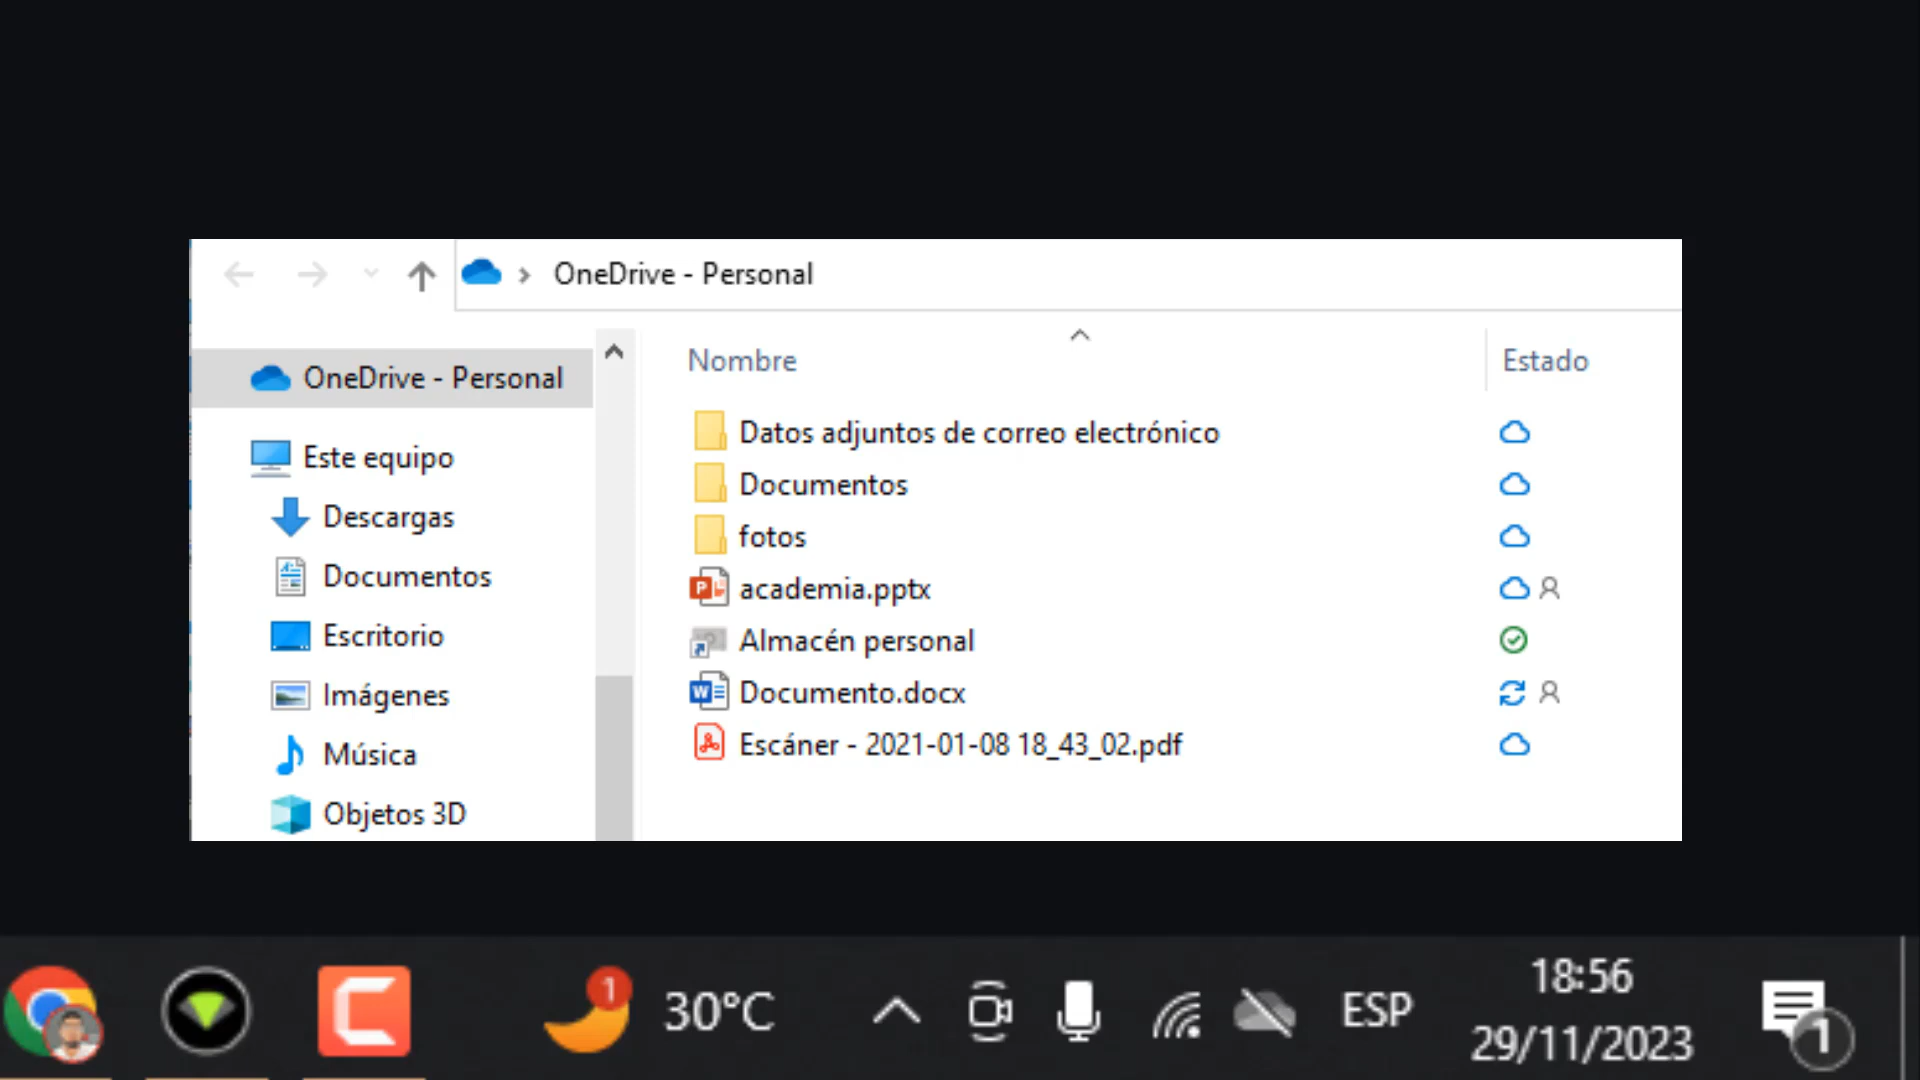 OneDrive - Personal
OneDrive - Personal
Este equipo
Descargas
Documentos
Escritorio
Imágenes
Música
Objetos 3D
Nombre
Estado
Datos adjuntos de correo electrónico
Documentos
fotos
academia.pptx
Almacén personal
Documento.docx
Escáner - 2021-01-08 18_43_02.pdf
1
30°C
ESP
18:56
29/11/2023
1